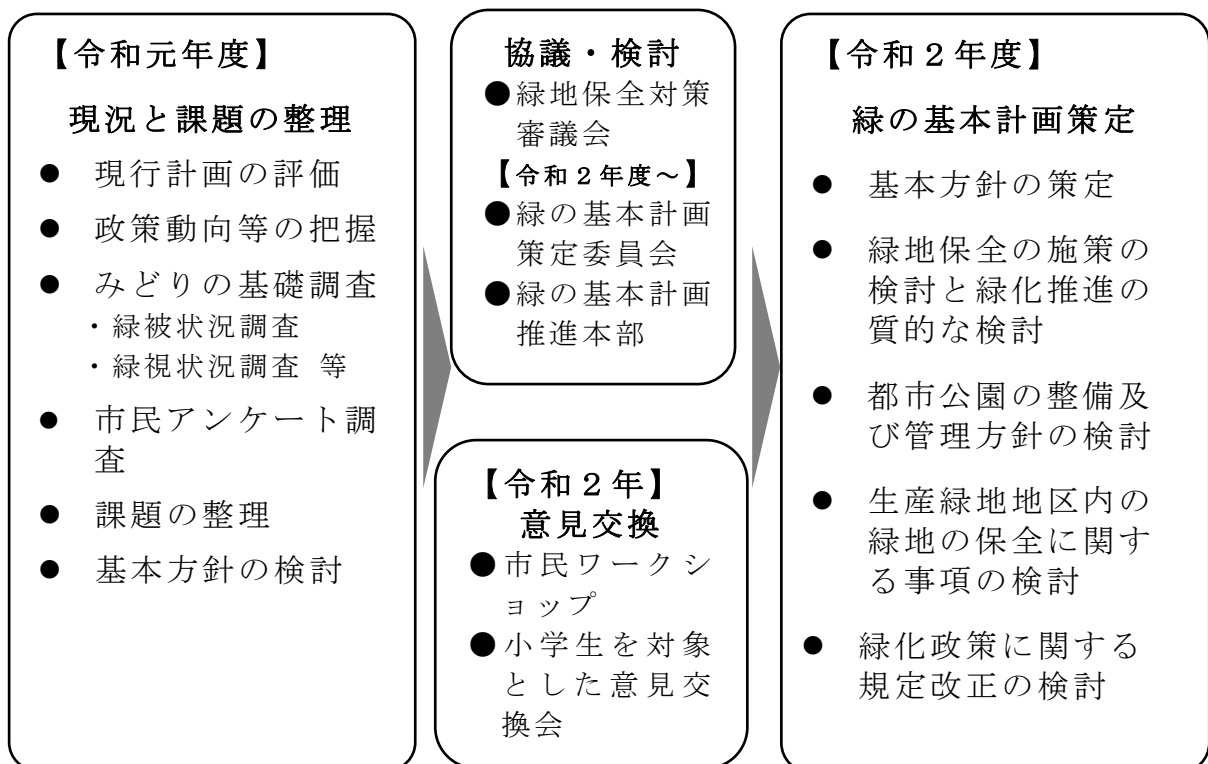 【令和元年度】
現況と課題の整理
● 現行計画の評価
● 政策動向等の把握
● みどりの基礎調査
・緑被状況調査
・緑視状況調査 等
● 市民アンケート調
査
● 課題の整理
● 基本方針の検討
協議・検討
●緑地保全対策
審議会
【令和２年度～】
●緑の基本計画
策定委員会
●緑の基本計画
推進本部
【令和２年】
意見交換
●市民ワークシ
ョップ
●小学生を対象
とした意見交
換会
【令和２年度】
緑の基本計画策定
● 基本方針の策定
● 緑地保全の施策の
検討と緑化推進の
質的な検討
● 都市公園の整備及
び管理方針の検討
● 生産緑地地区内の
緑地の保全に関す
る事項の検討
● 緑化政策に関する
規定改正の検討